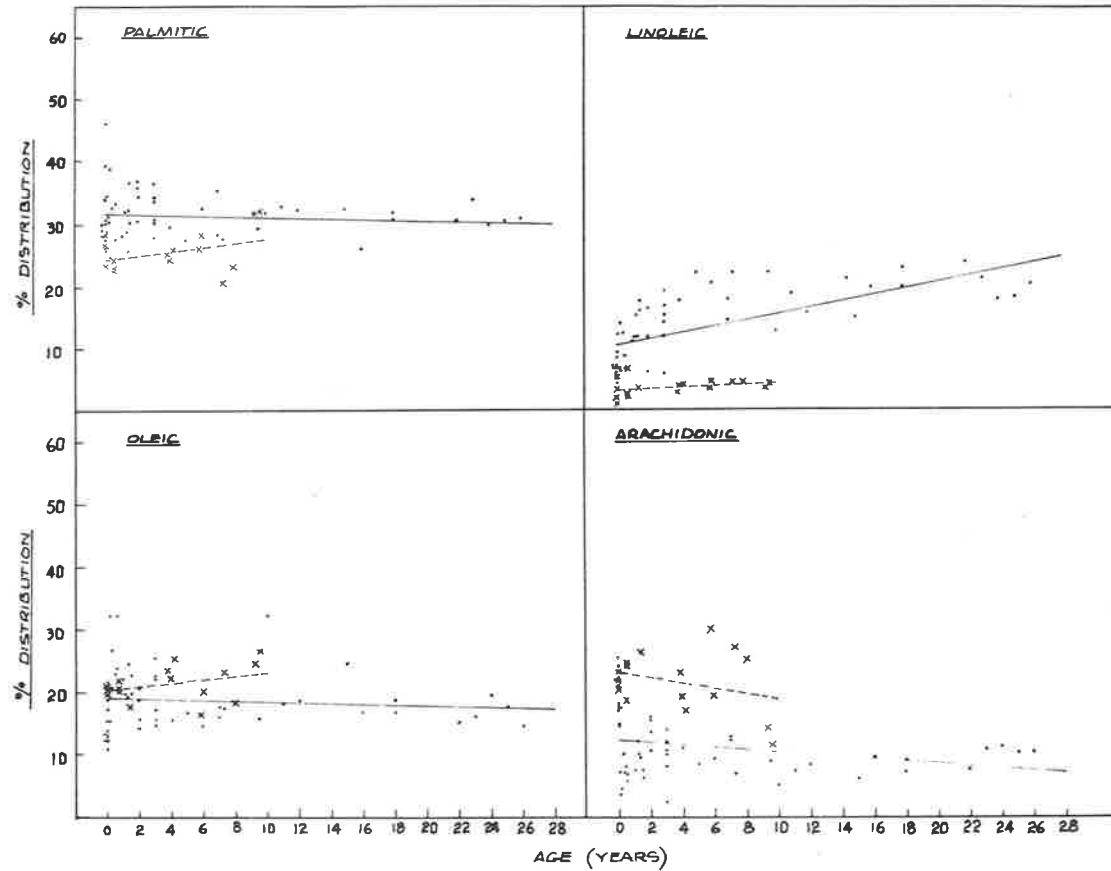 PALMITIC
60
50
40
30
20
10
% DISTRIBUTION
LINOLEIC
OLEIC
60
50
40
30
20
10
% DISTRIBUTION
ARACHIDONIC
0 2 4 6 8 10 12 14 16 18 20 22 24 26 28
0 2 4 6 8 10 12 14 16 18 20 22 24 26 28
AGE (YEARS)